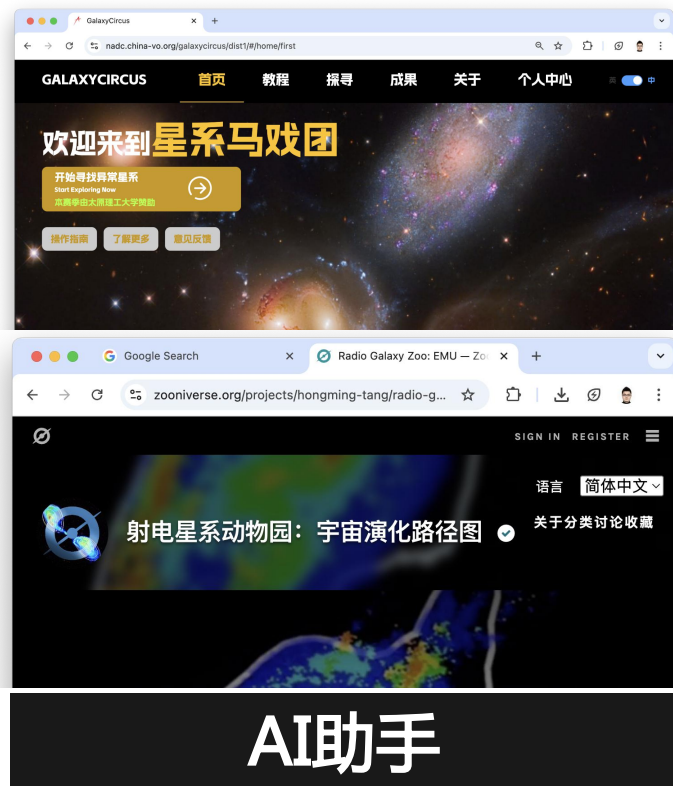 GalaxyCircus
nadc.china-vo.org/galaxycircus/dist1/#/home/first
GALAXYCIRCUS 首页 教程 探寻 成果 关于 个人中心 英 中
欢迎来到星系马戏团
开始寻找异常星系
Start Exploring Now
本赛季由太原理工大学赞助
操作指南 了解更多 意见反馈
Google Search Radio Galaxy Zoo: EMU — Zo
zooniverse.org/projects/hongming-tang/radio-g...
SIGN IN REGISTER
语言 简体中文
射电星系动物园：宇宙演化路径图
关于分类讨论收藏
AI助手